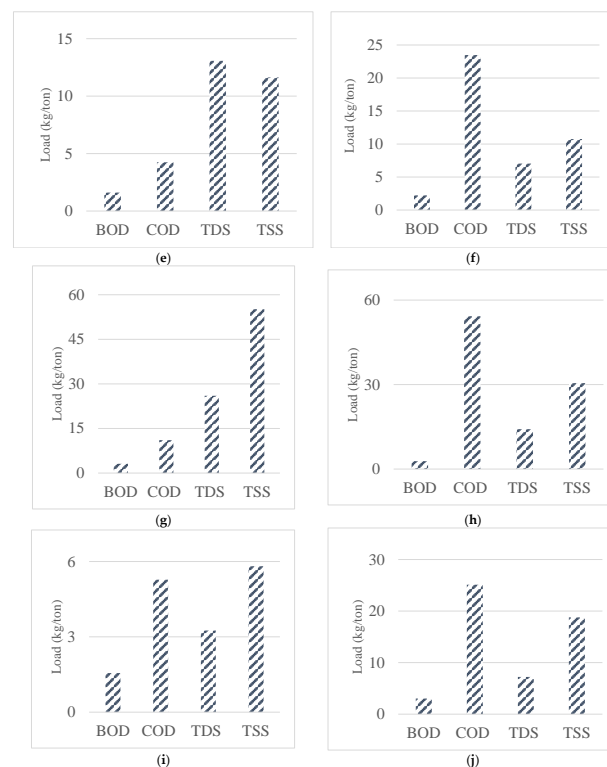 15
10
5
0
Load (kg/ton)
BOD COD TDS TSS
(e)
25
20
15
10
5
0
Load (kg/ton)
BOD COD TDS TSS
(f)
60
45
30
15
0
Load (kg/ton)
BOD COD TDS TSS
(g)
60
30
0
Load (kg/ton)
BOD COD TDS TSS
(h)
6
3
0
Load (kg/ton)
BOD COD TDS TSS
(i)
30
20
10
0
Load (kg/ton)
BOD COD TDS TSS
(j)